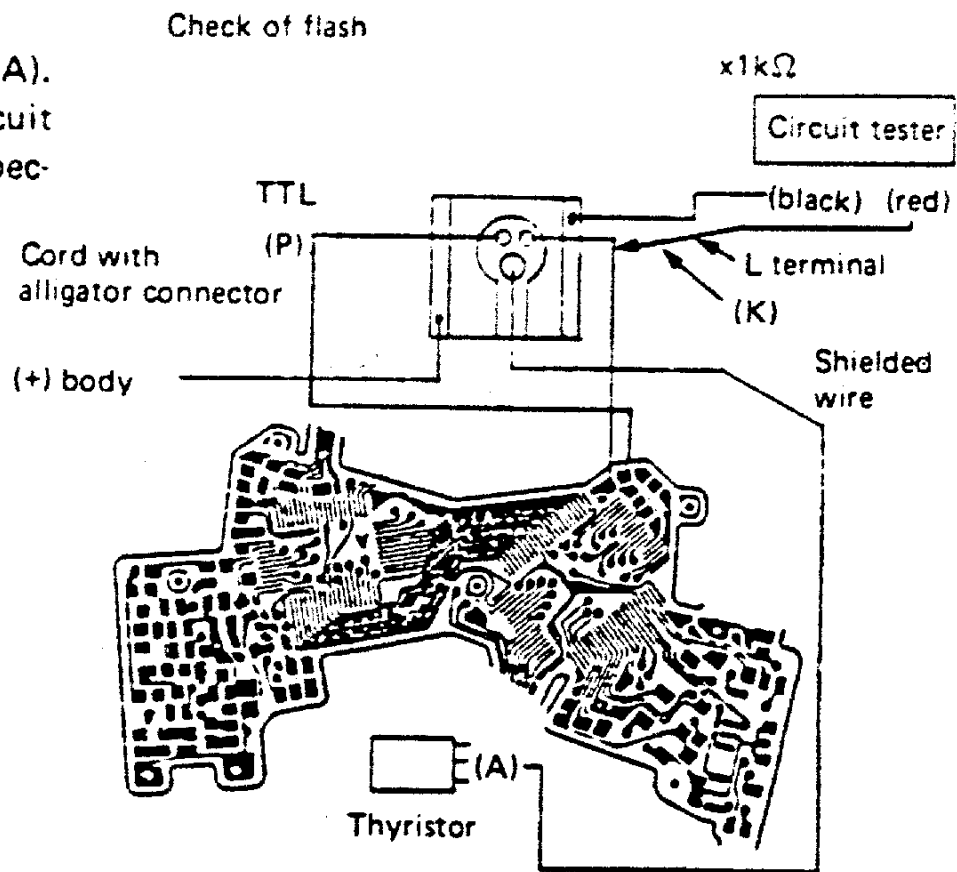 Check of flash
A).
cuit
pec-
x1kΩ
Circuit tester
TTL
(black) (red)
(P)
Cord with
alligator connector
L terminal
(K)
(+) body
Shielded
wire
(A)
Thyristor